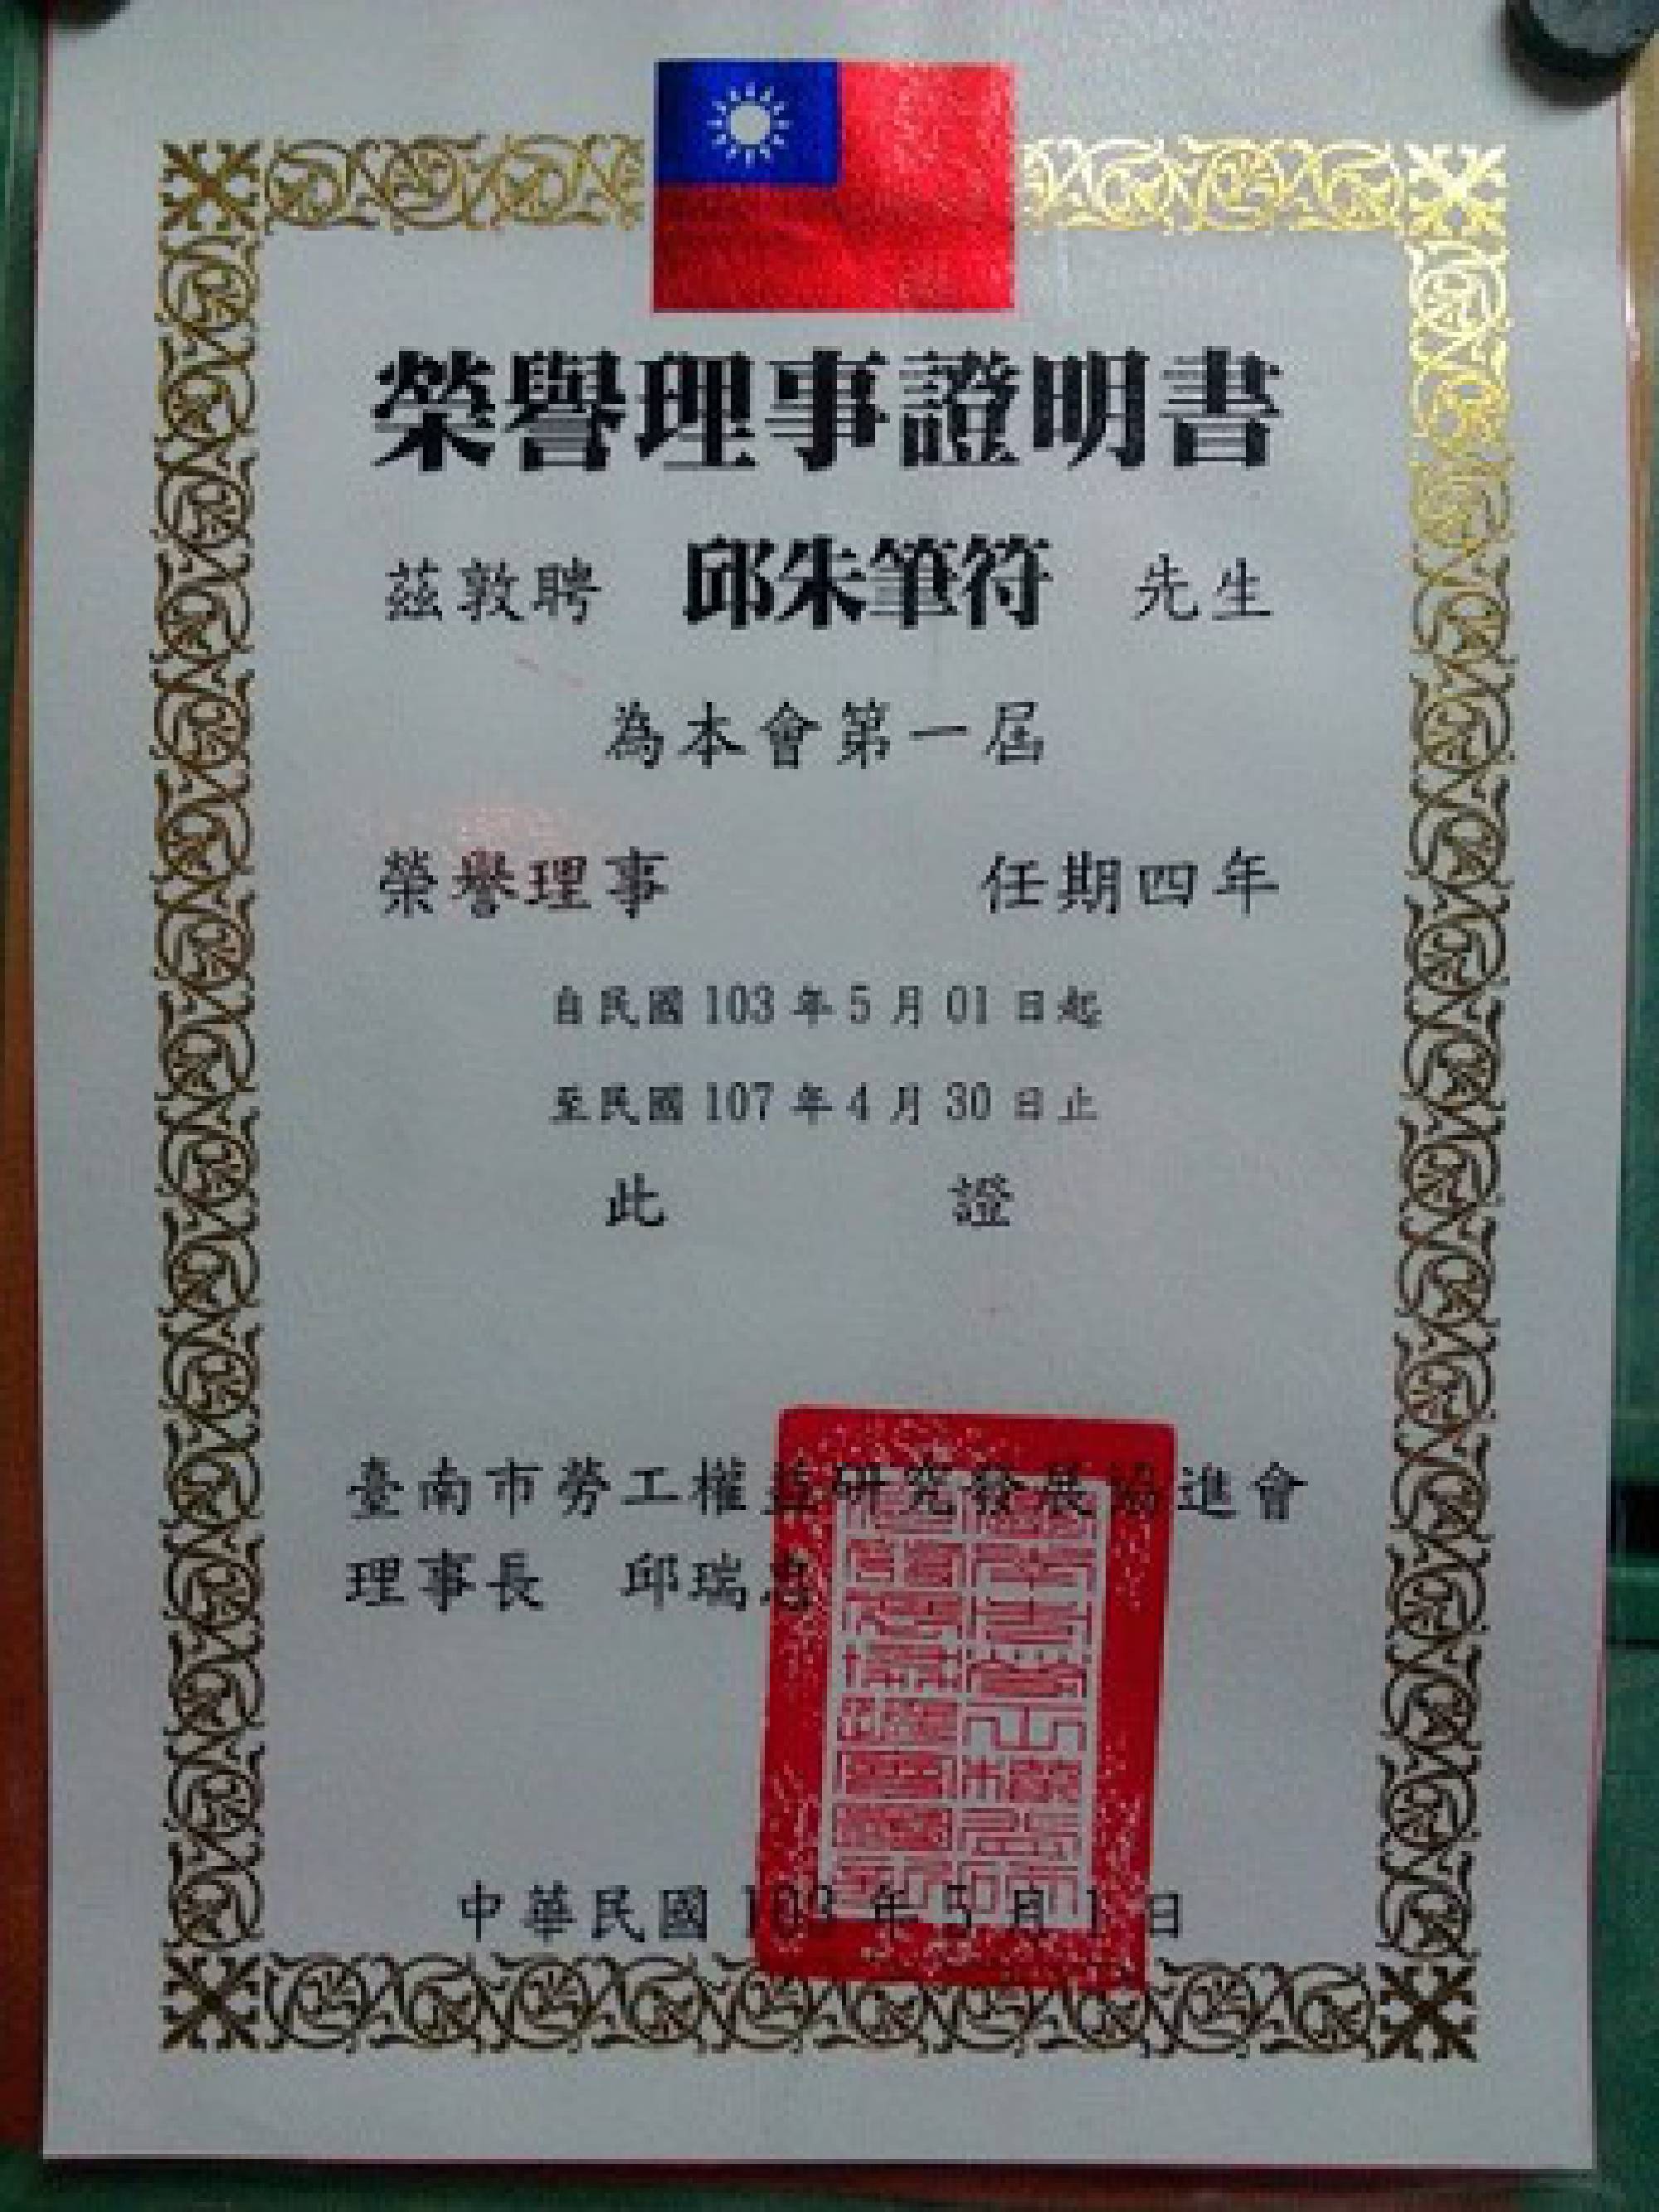 榮譽理事證明書
茲敦聘 邱朱筆符 先生
為本會第一屆
榮譽理事 任期四年
自民國103年5月01日起
至民國107年4月30日止
此 證
臺南市勞工權益研究發展協進會
理事長 邱瑞忠
中華民國103年5月1日